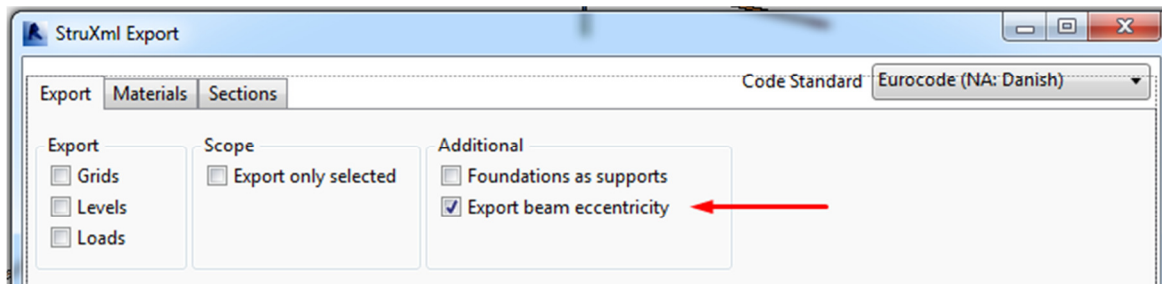 StruXml Export
Code Standard Eurocode (NA: Danish)
Export Materials Sections
Export Scope Additional
Grids Export only selected Foundations as supports
Levels Export beam eccentricity
Loads